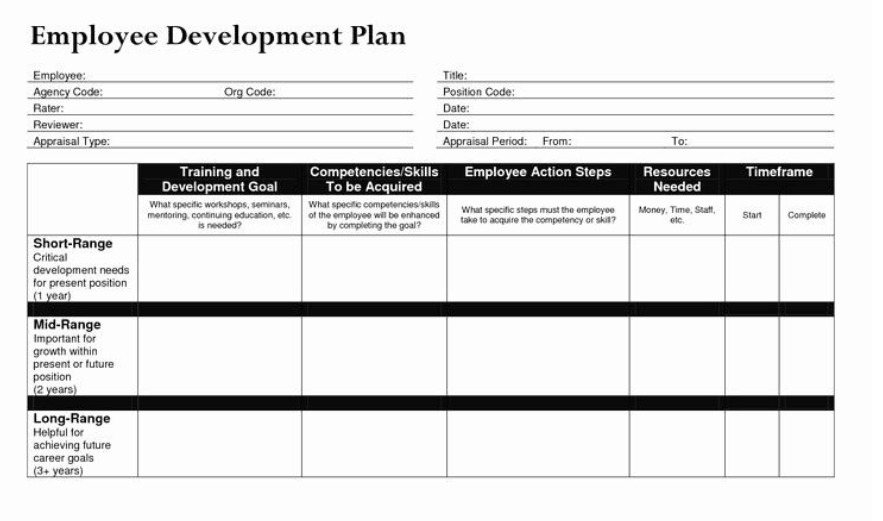 Employee Development Plan
Employee:
Title:
Agency Code: Org Code:
Position Code:
Rater:
Date:
Reviewer:
Date:
Appraisal Type:
Appraisal Period: From: To:
Training and
Development Goal
Competencies/Skills
To be Acquired
Employee Action Steps
Resources
Needed
Timeframe
What specific workshops, seminars,
mentoring, continuing education, etc.
is needed?
What specific competencies/skills
of the employee will be enhanced
by completing the goal?
What specific steps must the employee
take to acquire the competency or skill?
Money, Time, Staff,
etc.
Start
Complete
Short-Range
Critical
development needs
for present position
(1 year)
Mid-Range
Important for
growth within
present or future
position
(2 years)
Long-Range
Helpful for
achieving future
career goals
(3+ years)